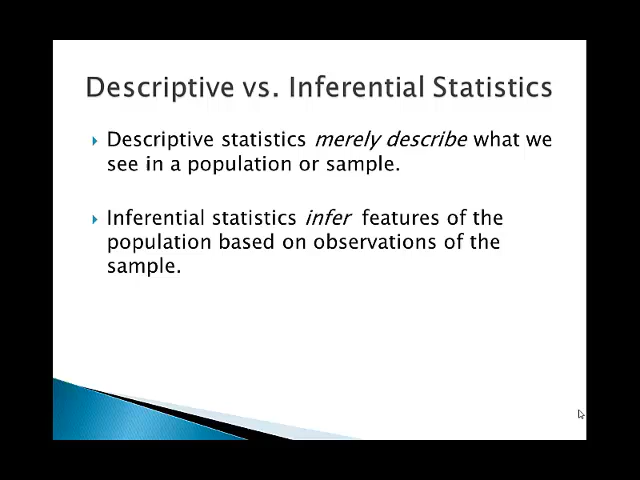 Descriptive vs. Inferential Statistics
Descriptive statistics merely describe what we
see in a population or sample.
Inferential statistics infer features of the
population based on observations of the
sample.